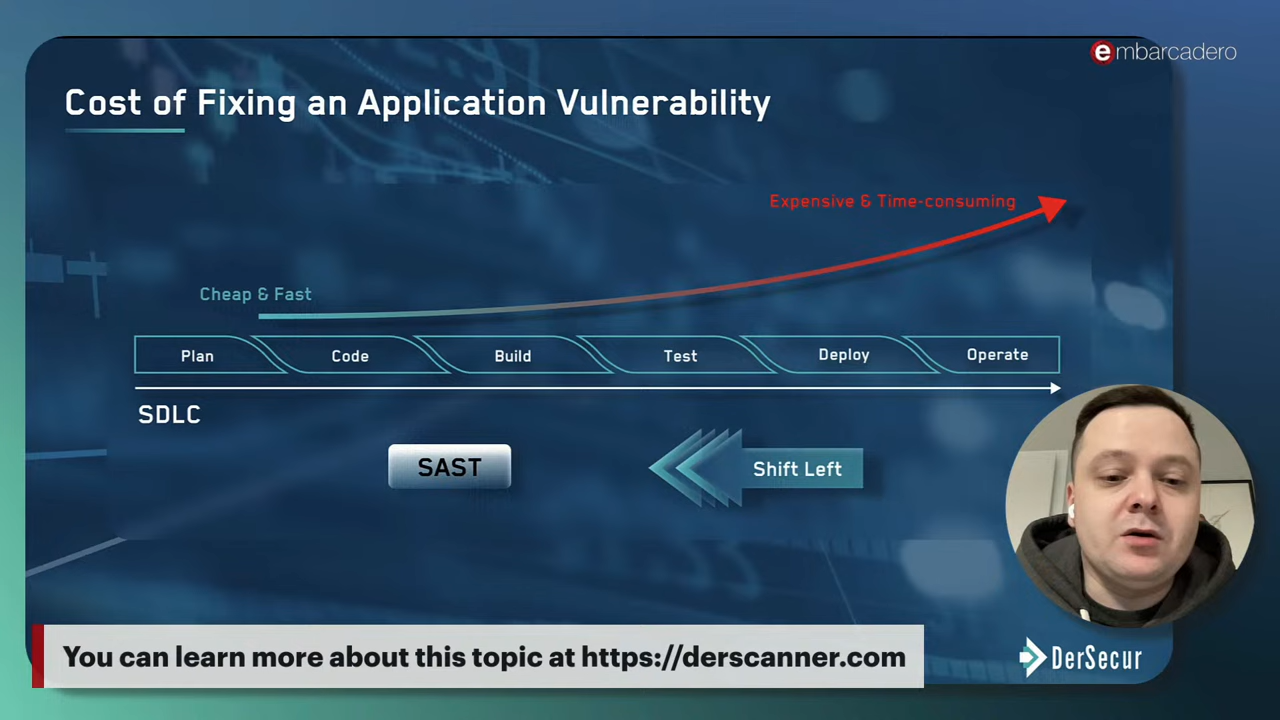 embarcadero
Cost of Fixing an Application Vulnerability
Expensive & Time-consuming
Cheap & Fast
Plan
Code
Build
Test
Deploy
Operate
SDLC
SAST
Shift Left
You can learn more about this topic at https://derscanner.com
DerSecur